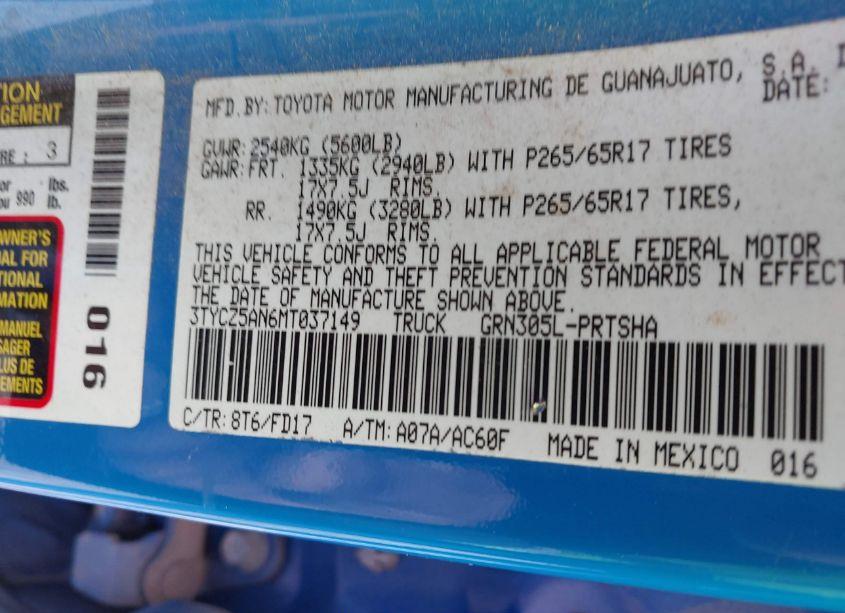 TION
AGEMENT
RE : 3
or
ou 990 lbs.
lb.
WNER'S
UAL FOR
TIONAL
MATION
MANUEL
SAGER
LUS DE
EMENTS
016
MFD. BY: TOYOTA MOTOR MANUFACTURING DE GUANAJUATO, S.A. D
DATE:
GVWR: 2540KG (5600LB)
GAWR: FRT. 1335KG (2940LB) WITH P265/65R17 TIRES
17X7.5J RIMS.
RR. 1490KG (3280LB) WITH P265/65R17 TIRES,
17X7.5J RIMS.
THIS VEHICLE CONFORMS TO ALL APPLICABLE FEDERAL MOTOR
VEHICLE SAFETY AND THEFT PREVENTION STANDARDS IN EFFECT
THE DATE OF MANUFACTURE SHOWN ABOVE.
3TYCZ5AN6MT037149 TRUCK GRN305L-PRTSHA
C/TR: 8T6/FD17 A/TM: A07A/AC60F MADE IN MEXICO 016